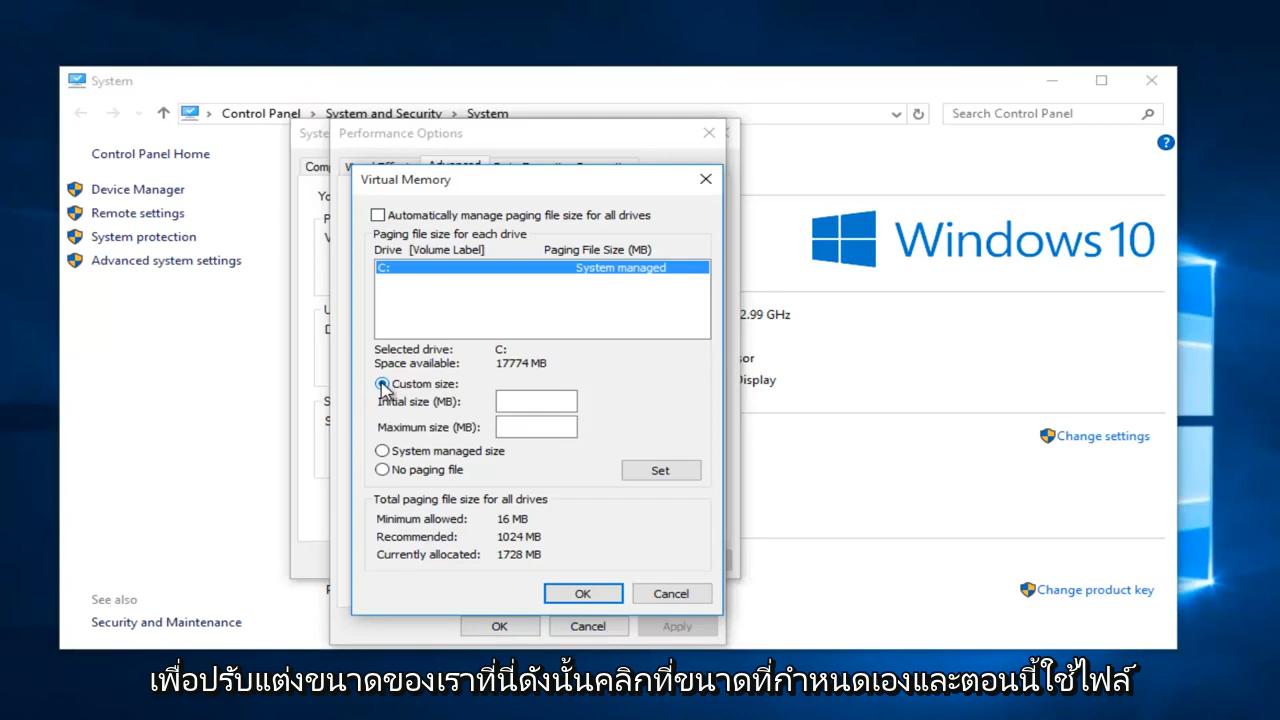 System
Control Panel > System and Security > System
Search Control Panel
Control Panel Home
Device Manager
Remote settings
System protection
Advanced system settings
See also
Security and Maintenance
Performance Options
Advanced
Virtual Memory
Automatically manage paging file size for all drives
Paging file size for each drive
Drive [Volume Label] Paging File Size (MB)
C: System managed
Selected drive: C:
Space available: 17774 MB
Custom size:
Initial size (MB):
Maximum size (MB):
System managed size
No paging file
Set
Total paging file size for all drives
Minimum allowed: 16 MB
Recommended: 1024 MB
Currently allocated: 1728 MB
OK Cancel
OK Cancel Apply
Windows 10
2.99 GHz
Change settings
Change product key
เพื่อปรับแต่งขนาดของเราที่นี่ดังนั้นคลิกที่ขนาดที่กำหนดเองและตอนนี้ใช้ไฟล์